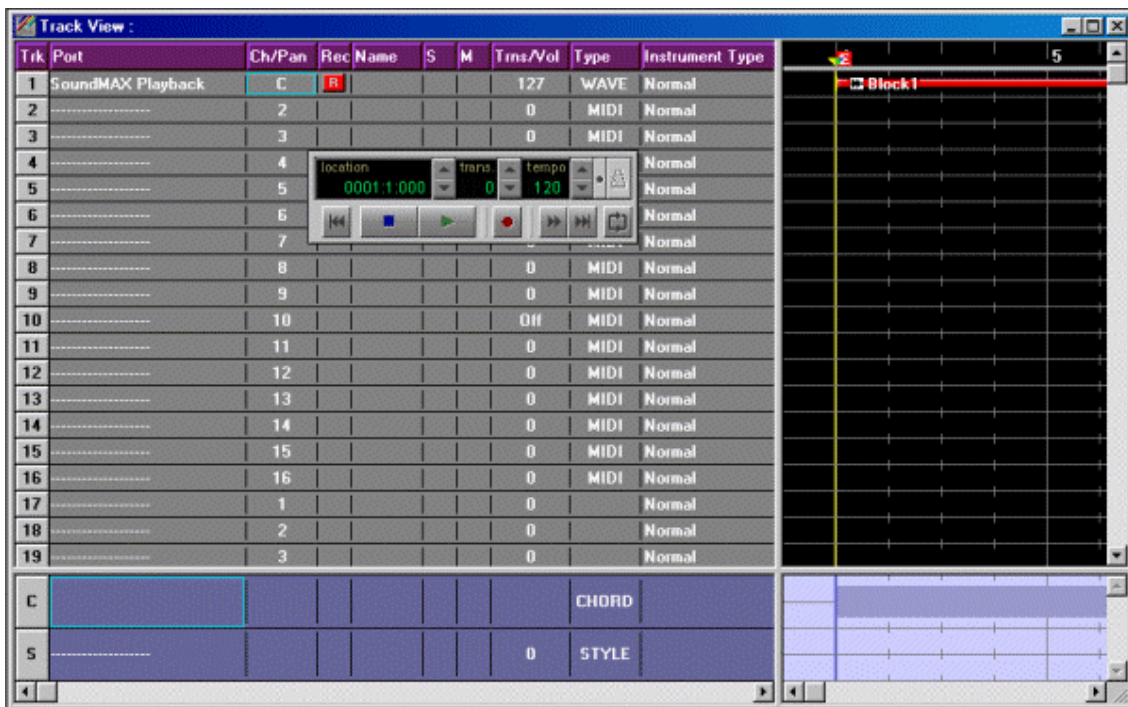 Track View :
Trk Port Ch/Pan Rec Name S M Trns/Vol Type Instrument Type 5
1 SoundMAX Playback C R 127 WAVE Normal Block1
2 ------------------ 2 0 MIDI Normal
3 ------------------ 3 0 MIDI Normal
4 ------------------ 4 Normal
location trans. tempo
5 ------------------ 5 Normal
0001:1:000 0 120
6 ------------------ 6 Normal
7 ------------------ 7 Normal
8 ------------------ 8 0 MIDI Normal
9 ------------------ 9 0 MIDI Normal
10 ------------------ 10 Off MIDI Normal
11 ------------------ 11 0 MIDI Normal
12 ------------------ 12 0 MIDI Normal
13 ------------------ 13 0 MIDI Normal
14 ------------------ 14 0 MIDI Normal
15 ------------------ 15 0 MIDI Normal
16 ------------------ 16 0 MIDI Normal
17 ------------------ 1 0 Normal
18 ------------------ 2 0 Normal
19 ------------------ 3 0 Normal
C CHORD
S ------------------ 0 STYLE